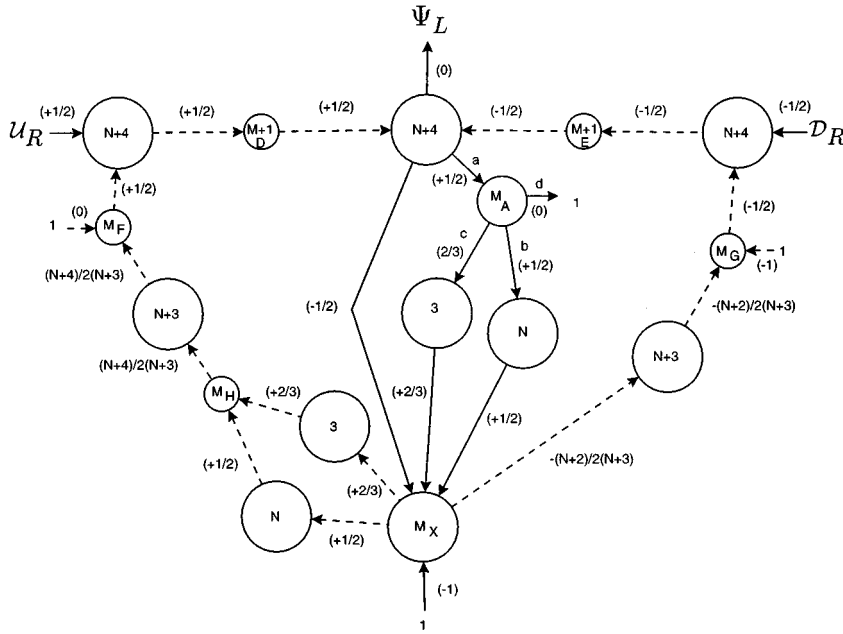 Ψ_L
(0)
(+1/2) (+1/2) (+1/2) (-1/2) (-1/2) (-1/2)
𝒰_R N+4 M+1 D N+4 M+1 E N+4 𝒟_R
a
(+1/2)
d
M_A
(0) 1
(+1/2)
(-1/2)
(0)
1 M_F
c
(2/3)
b
(+1/2)
M_G 1
(-1)
(N+4)/2(N+3)
(-1/2)
-(N+2)/2(N+3)
N+3 3 N
N+3
(N+4)/2(N+3)
(+2/3) (+2/3)
M_H
3
(+1/2)
(+1/2)
-(N+2)/2(N+3)
(+2/3)
N M_X
(+1/2)
(-1)
1